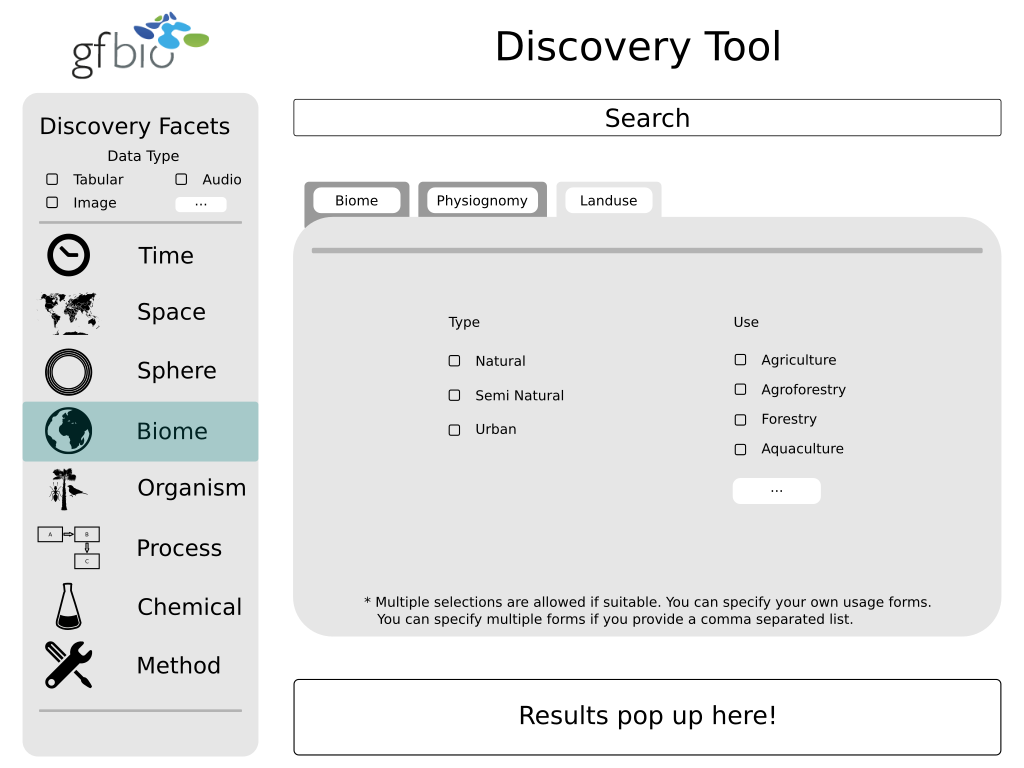 gfbio
Discovery Tool
Search
Discovery Facets
Data Type
Tabular
Audio
Image
...
Time
Space
Sphere
Biome
Organism
A
B
C
Process
Chemical
Method
Biome
Physiognomy
Landuse
Type
Natural
Semi Natural
Urban
Use
Agriculture
Agroforestry
Forestry
Aquaculture
...
* Multiple selections are allowed if suitable. You can specify your own usage forms.
You can specify multiple forms if you provide a comma separated list.
Results pop up here!